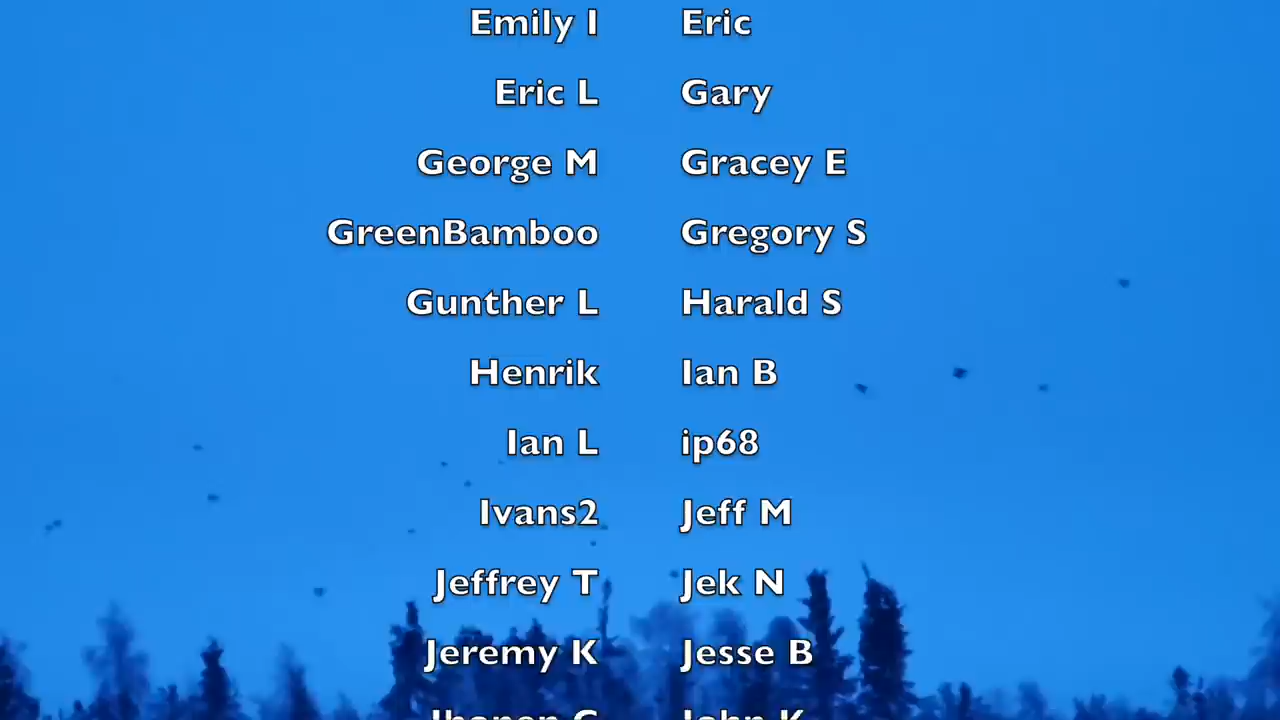 Emily I Eric
Eric L Gary
George M Gracey E
GreenBamboo Gregory S
Gunther L Harald S
Henrik Ian B
Ian L ip68
Ivans2 Jeff M
Jeffrey T Jek N
Jeremy K Jesse B
John K